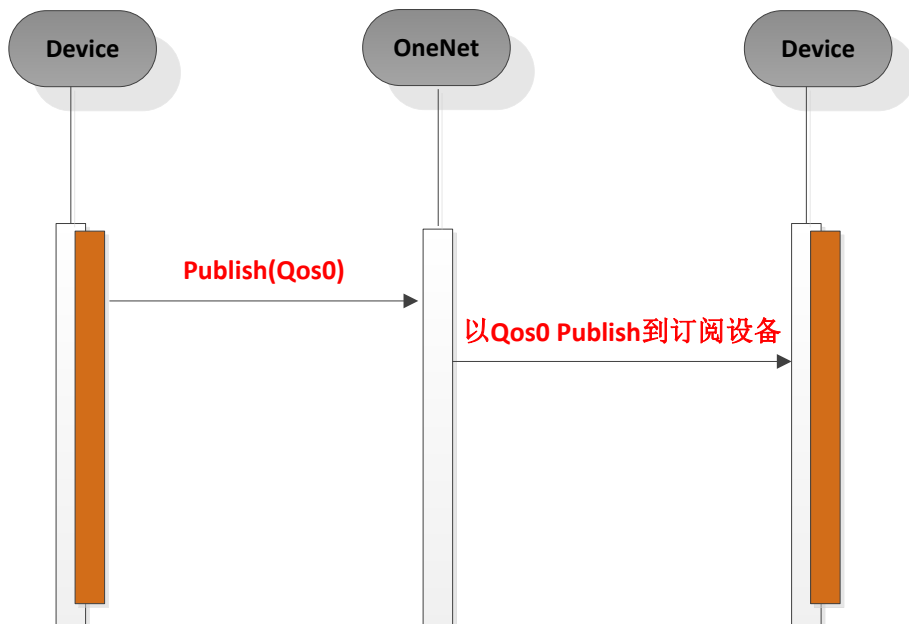 Device
OneNet
Device
Publish(Qos0)
以Qos0 Publish到订阅设备